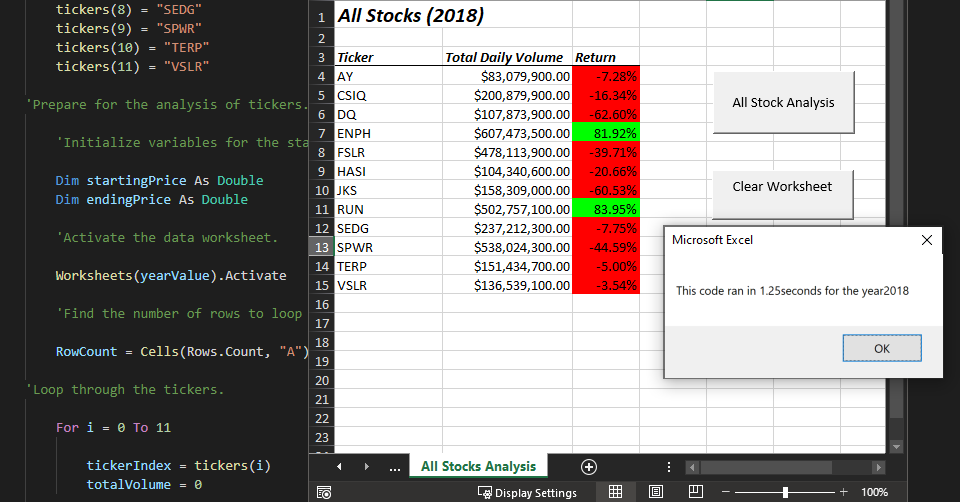 tickers(8) = "SEDG"
tickers(9) = "SPWR"
tickers(10) = "TERP"
tickers(11) = "VSLR"
'Prepare for the analysis of tickers.
'Initialize variables for the sta
Dim startingPrice As Double
Dim endingPrice As Double
'Activate the data worksheet.
Worksheets(yearValue).Activate
'Find the number of rows to loop
RowCount = Cells(Rows.Count, "A")
'Loop through the tickers.
For i = 0 To 11
tickerIndex = tickers(i)
totalVolume = 0
1 All Stocks (2018)
2
3 Ticker Total Daily Volume Return
4 AY $83,079,900.00 -7.28%
5 CSIQ $200,879,900.00 -16.34%
6 DQ $107,873,900.00 -62.60%
7 ENPH $607,473,500.00 81.92%
8 FSLR $478,113,900.00 -39.71%
9 HASI $104,340,600.00 -20.66%
10 JKS $158,309,000.00 -60.53%
11 RUN $502,757,100.00 83.95%
12 SEDG $237,212,300.00 -7.75%
13 SPWR $538,024,300.00 -44.59%
14 TERP $151,434,700.00 -5.00%
15 VSLR $136,539,100.00 -3.54%
16
17
18
19
20
21
22
23
All Stock Analysis
Clear Worksheet
Microsoft Excel
This code ran in 1.25seconds for the year2018
OK
... All Stocks Analysis
Display Settings
100%